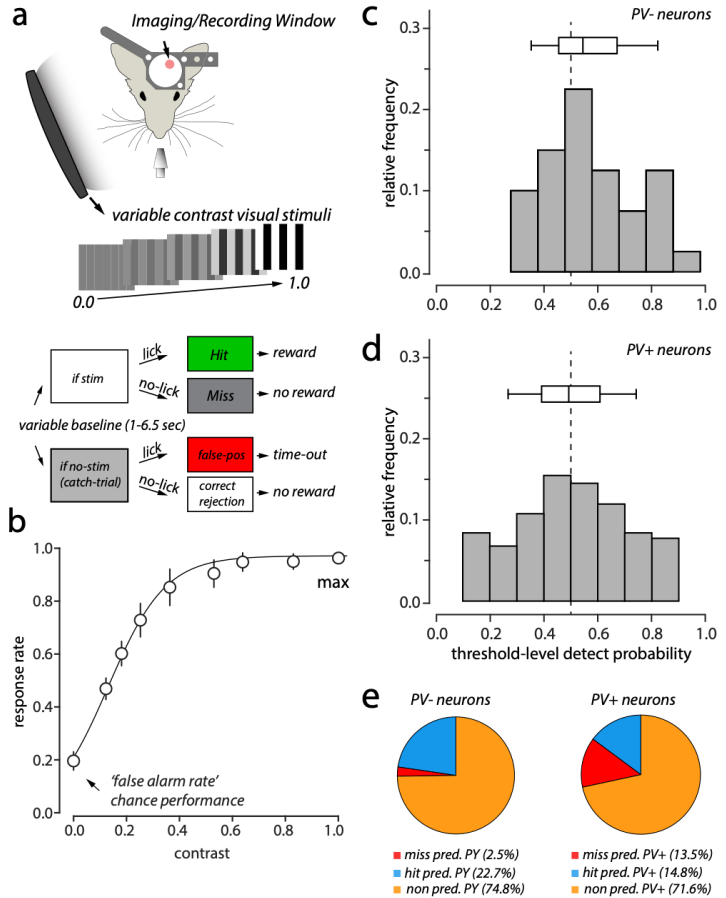 a
Imaging/Recording Window
variable contrast visual stimuli
0.0
1.0
if stim
lick
Hit
reward
no-lick
Miss
no reward
variable baseline (1-6.5 sec)
if no-stim
(catch-trial)
lick
false-pos
time-out
no-lick
correct
rejection
no reward
b
response rate
1.0
0.8
0.6
0.4
0.2
0.0
max
'false alarm rate'
chance performance
0.0 0.2 0.4 0.6 0.8 1.0
contrast
c
PV- neurons
relative frequency
0.3
0.2
0.1
0.0
0.0 0.2 0.4 0.6 0.8 1.0
d
PV+ neurons
relative frequency
0.3
0.2
0.1
0.0
0.0 0.2 0.4 0.6 0.8 1.0
threshold-level detect probability
e
PV- neurons
miss pred. PY (2.5%)
hit pred. PY (22.7%)
non pred. PY (74.8%)
PV+ neurons
miss pred. PV+ (13.5%)
hit pred. PV+ (14.8%)
non pred. PV+ (71.6%)